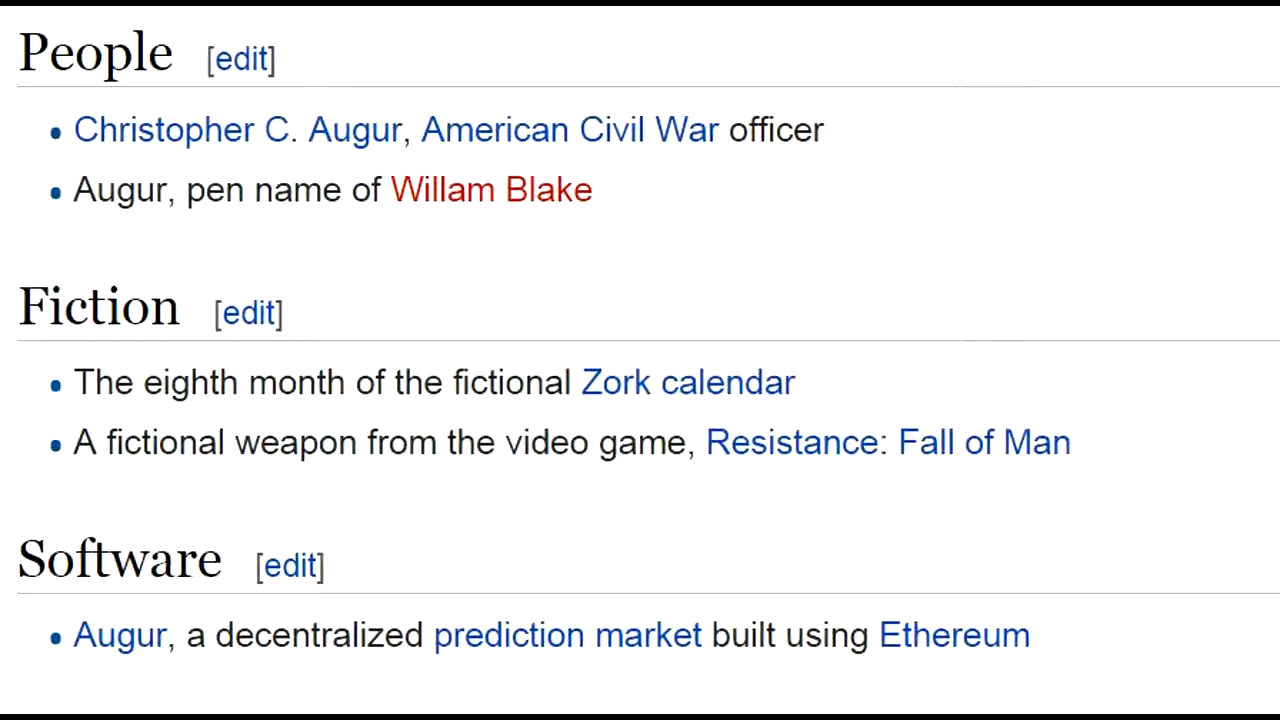 People [edit]
Christopher C. Augur, American Civil War officer
Augur, pen name of Willam Blake
Fiction [edit]
The eighth month of the fictional Zork calendar
A fictional weapon from the video game, Resistance: Fall of Man
Software [edit]
Augur, a decentralized prediction market built using Ethereum